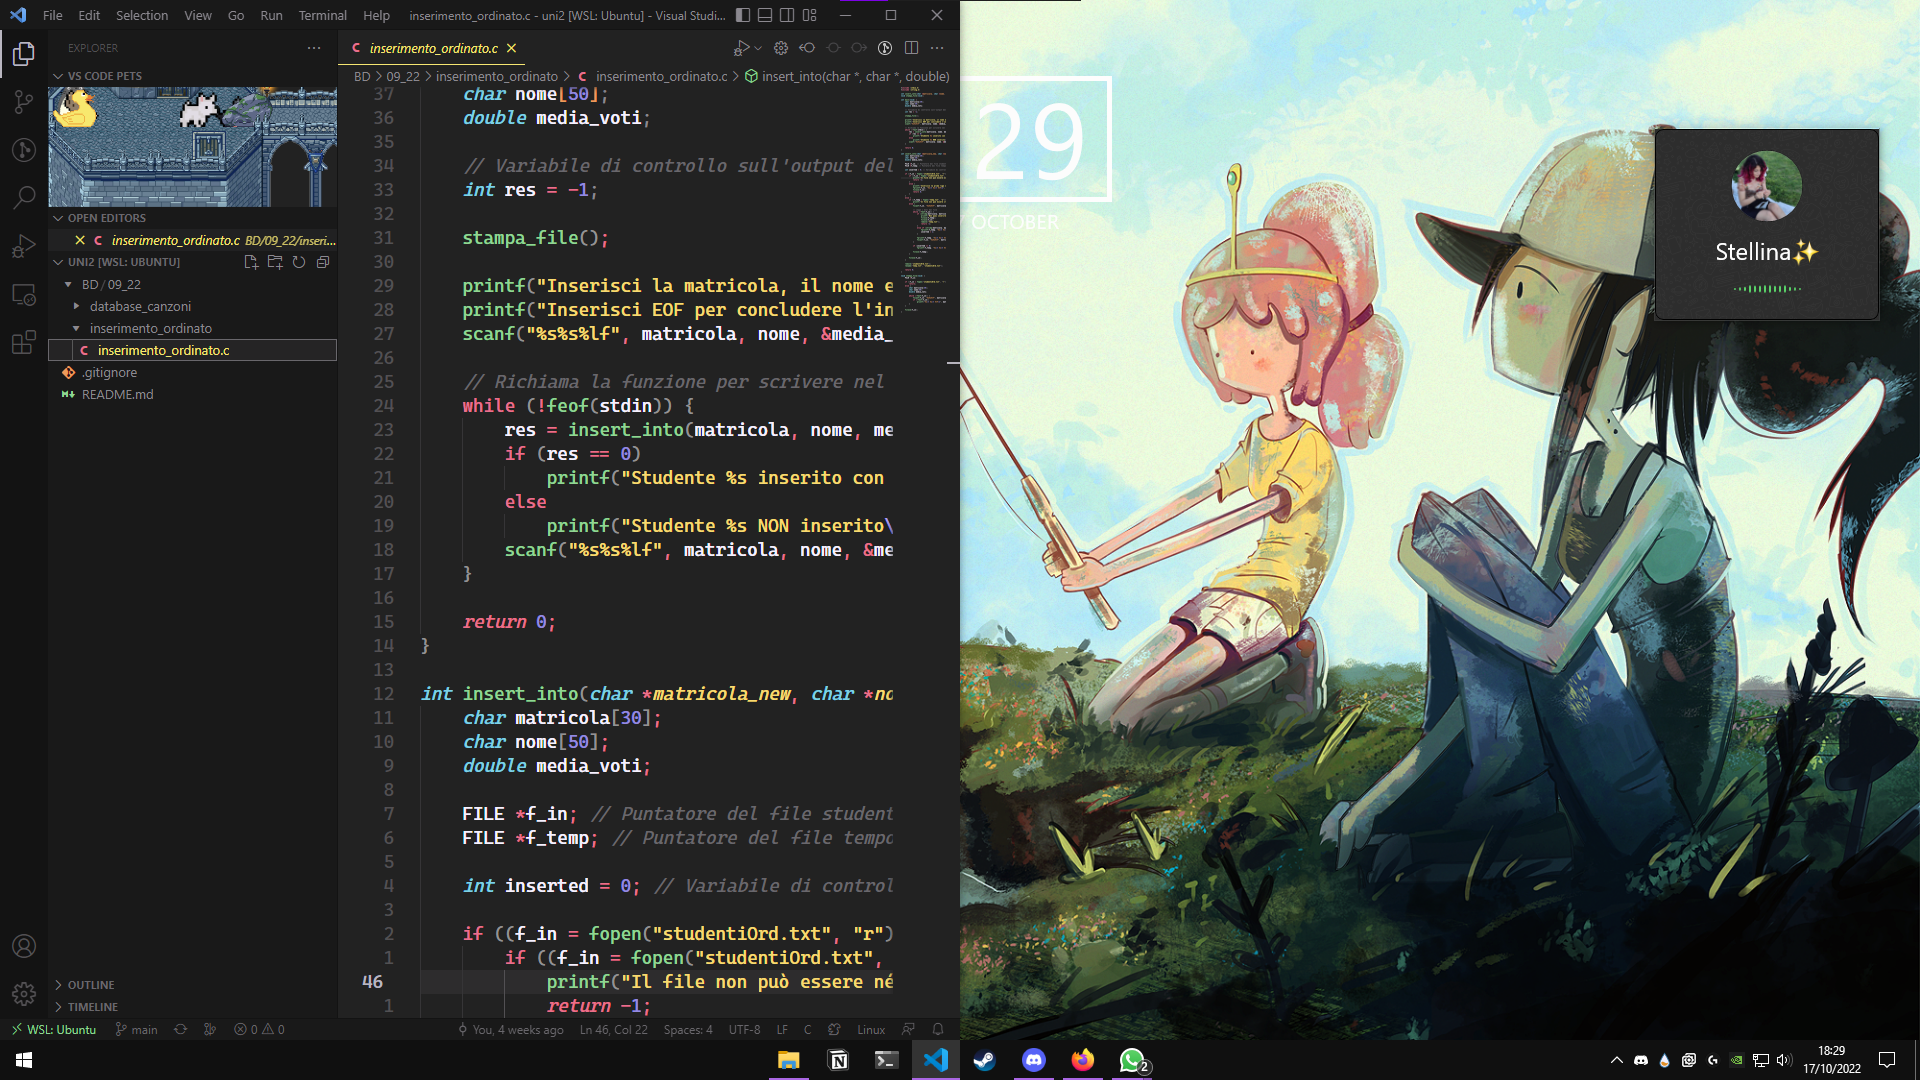 File Edit Selection View Go Run Terminal Help inserimento_ordinato.c - uni2 [WSL: Ubuntu] - Visual Studi...
EXPLORER
VS CODE PETS
OPEN EDITORS
inserimento_ordinato.c BD/09_22/inseri...
UNI2 [WSL: UBUNTU]
BD / 09_22
database_canzoni
inserimento_ordinato
C inserimento_ordinato.c
.gitignore
README.md
OUTLINE
TIMELINE
C inserimento_ordinato.c
BD > 09_22 > inserimento_ordinato > C inserimento_ordinato.c > insert_into(char *, char *, double)
37 char nome[50];
36 double media_voti;
35
34 // Variabile di controllo sull'output del
33 int res = -1;
32
31 stampa_file();
30
29 printf("Inserisci la matricola, il nome e
28 printf("Inserisci EOF per concludere l'in
27 scanf("%s%s%lf", matricola, nome, &media_
26
25 // Richiama la funzione per scrivere nel
24 while (!feof(stdin)) {
23 res = insert_into(matricola, nome, me
22 if (res == 0)
21 printf("Studente %s inserito con
20 else
19 printf("Studente %s NON inserito\
18 scanf("%s%s%lf", matricola, nome, &me
17 }
16
15 return 0;
14 }
13
12 int insert_into(char *matricola_new, char *no
11 char matricola[30];
10 char nome[50];
9 double media_voti;
8
7 FILE *f_in; // Puntatore del file student
6 FILE *f_temp; // Puntatore del file tempo
5
4 int inserted = 0; // Variabile di control
3
2 if ((f_in = fopen("studentiOrd.txt", "r")
1 if ((f_in = fopen("studentiOrd.txt",
46 printf("Il file non può essere né
1 return -1;
WSL: Ubuntu main 0 0 You, 4 weeks ago Ln 46, Col 22 Spaces: 4 UTF-8 LF C Linux
29
OCTOBER
Stellina✨
2
18:29
17/10/2022